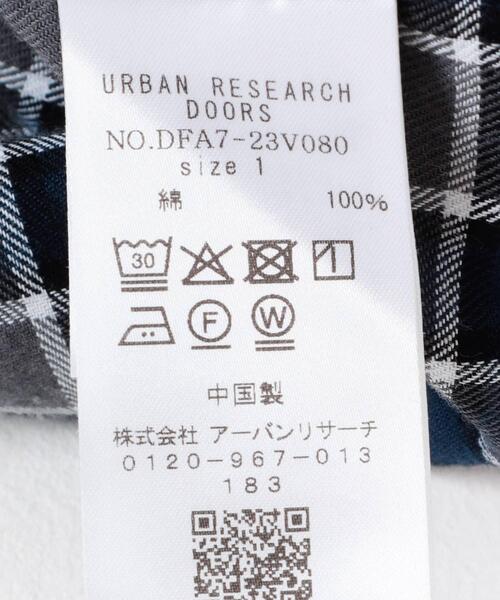 URBAN RESEARCH
DOORS
NO.DFA7-23V080
size 1
綿 100%
30
F W
中国製
株式会社 アーバンリサーチ
0120-967-013
183